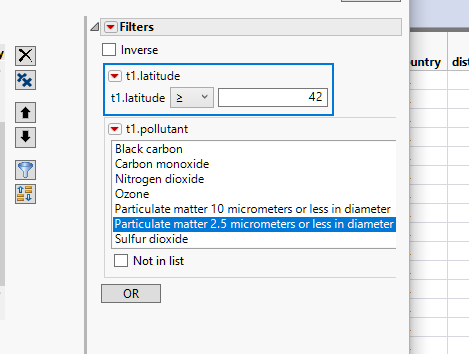 Filters
Inverse
t1.latitude
t1.latitude ≥ 42
t1.pollutant
Black carbon
Carbon monoxide
Nitrogen dioxide
Ozone
Particulate matter 10 micrometers or less in diameter
Particulate matter 2.5 micrometers or less in diameter
Sulfur dioxide
Not in list
OR
untry dis